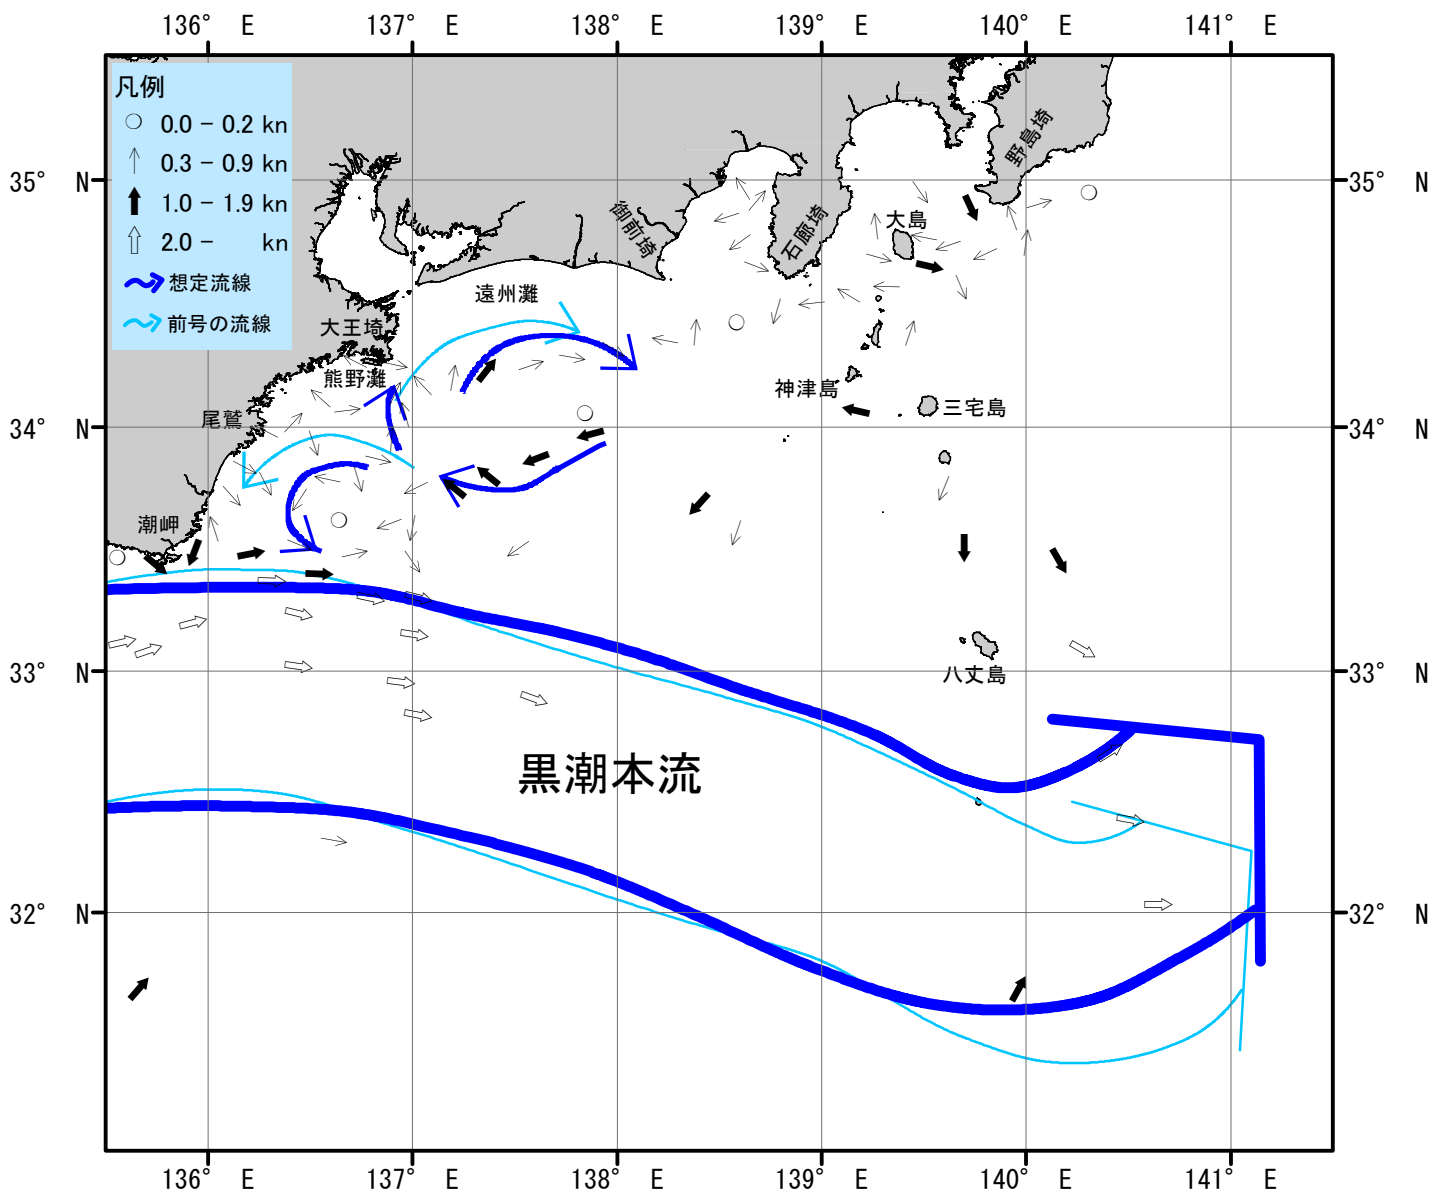 136° E 137° E 138° E 139° E 140° E 141° E
凡例
0.0 - 0.2 kn
0.3 - 0.9 kn
1.0 - 1.9 kn
2.0 - kn
想定流線
前号の流線
野島埼
35° N
35° N
御前埼
石廊埼
大島
遠州灘
大王埼
熊野灘
神津島
三宅島
尾鷲
34° N
34° N
潮岬
33° N
八丈島
33° N
黒潮本流
32° N
32° N
136° E 137° E 138° E 139° E 140° E 141° E